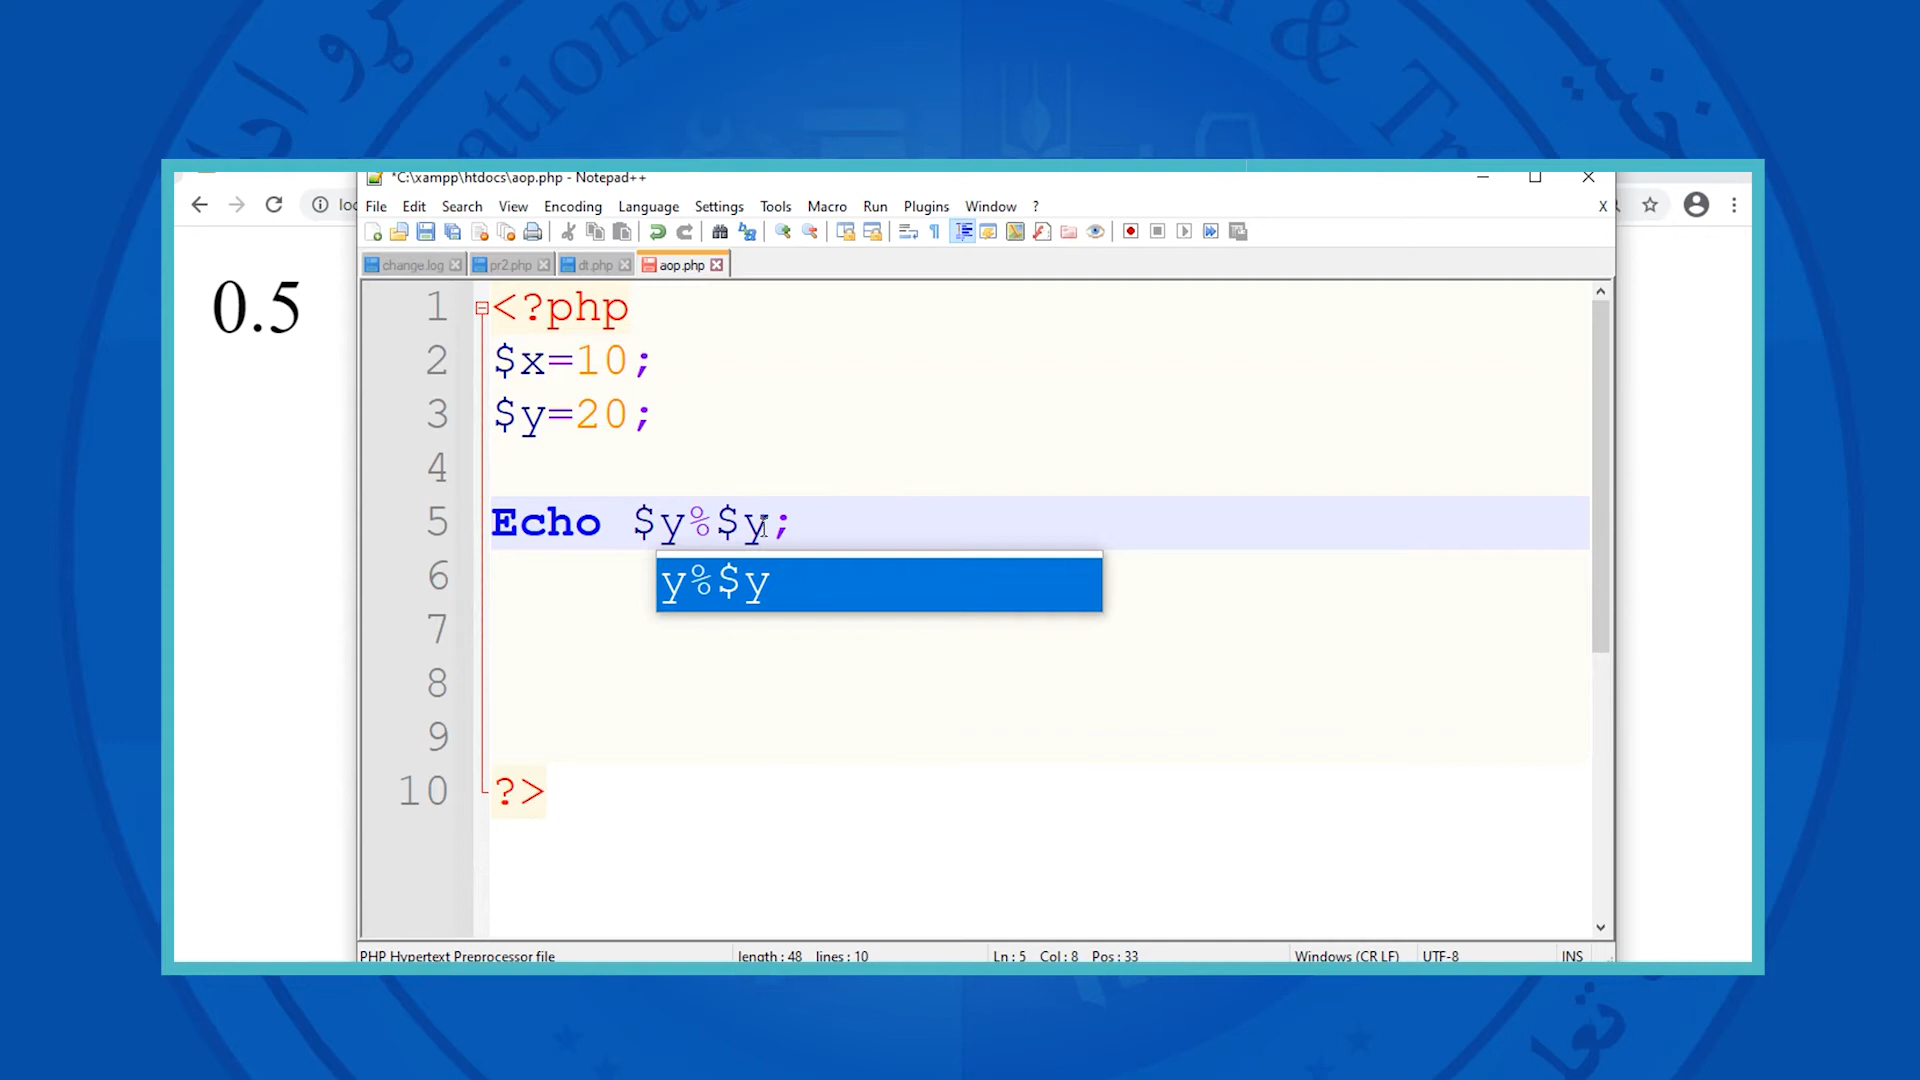 ational
& Tr
*C:\xampp\htdocs\aop.php - Notepad++
File Edit Search View Encoding Language Settings Tools Macro Run Plugins Window ?
X
change.log pr2.php dt.php aop.php
0.5
1 <?php
2 $x=10;
3 $y=20;
4
5 Echo $y%$y;
y%$y
6
7
8
9
10 ?>
PHP Hypertext Preprocessor file length : 48 lines : 10 Ln : 5 Col : 8 Pos : 33 Windows (CR LF) UTF-8 INS